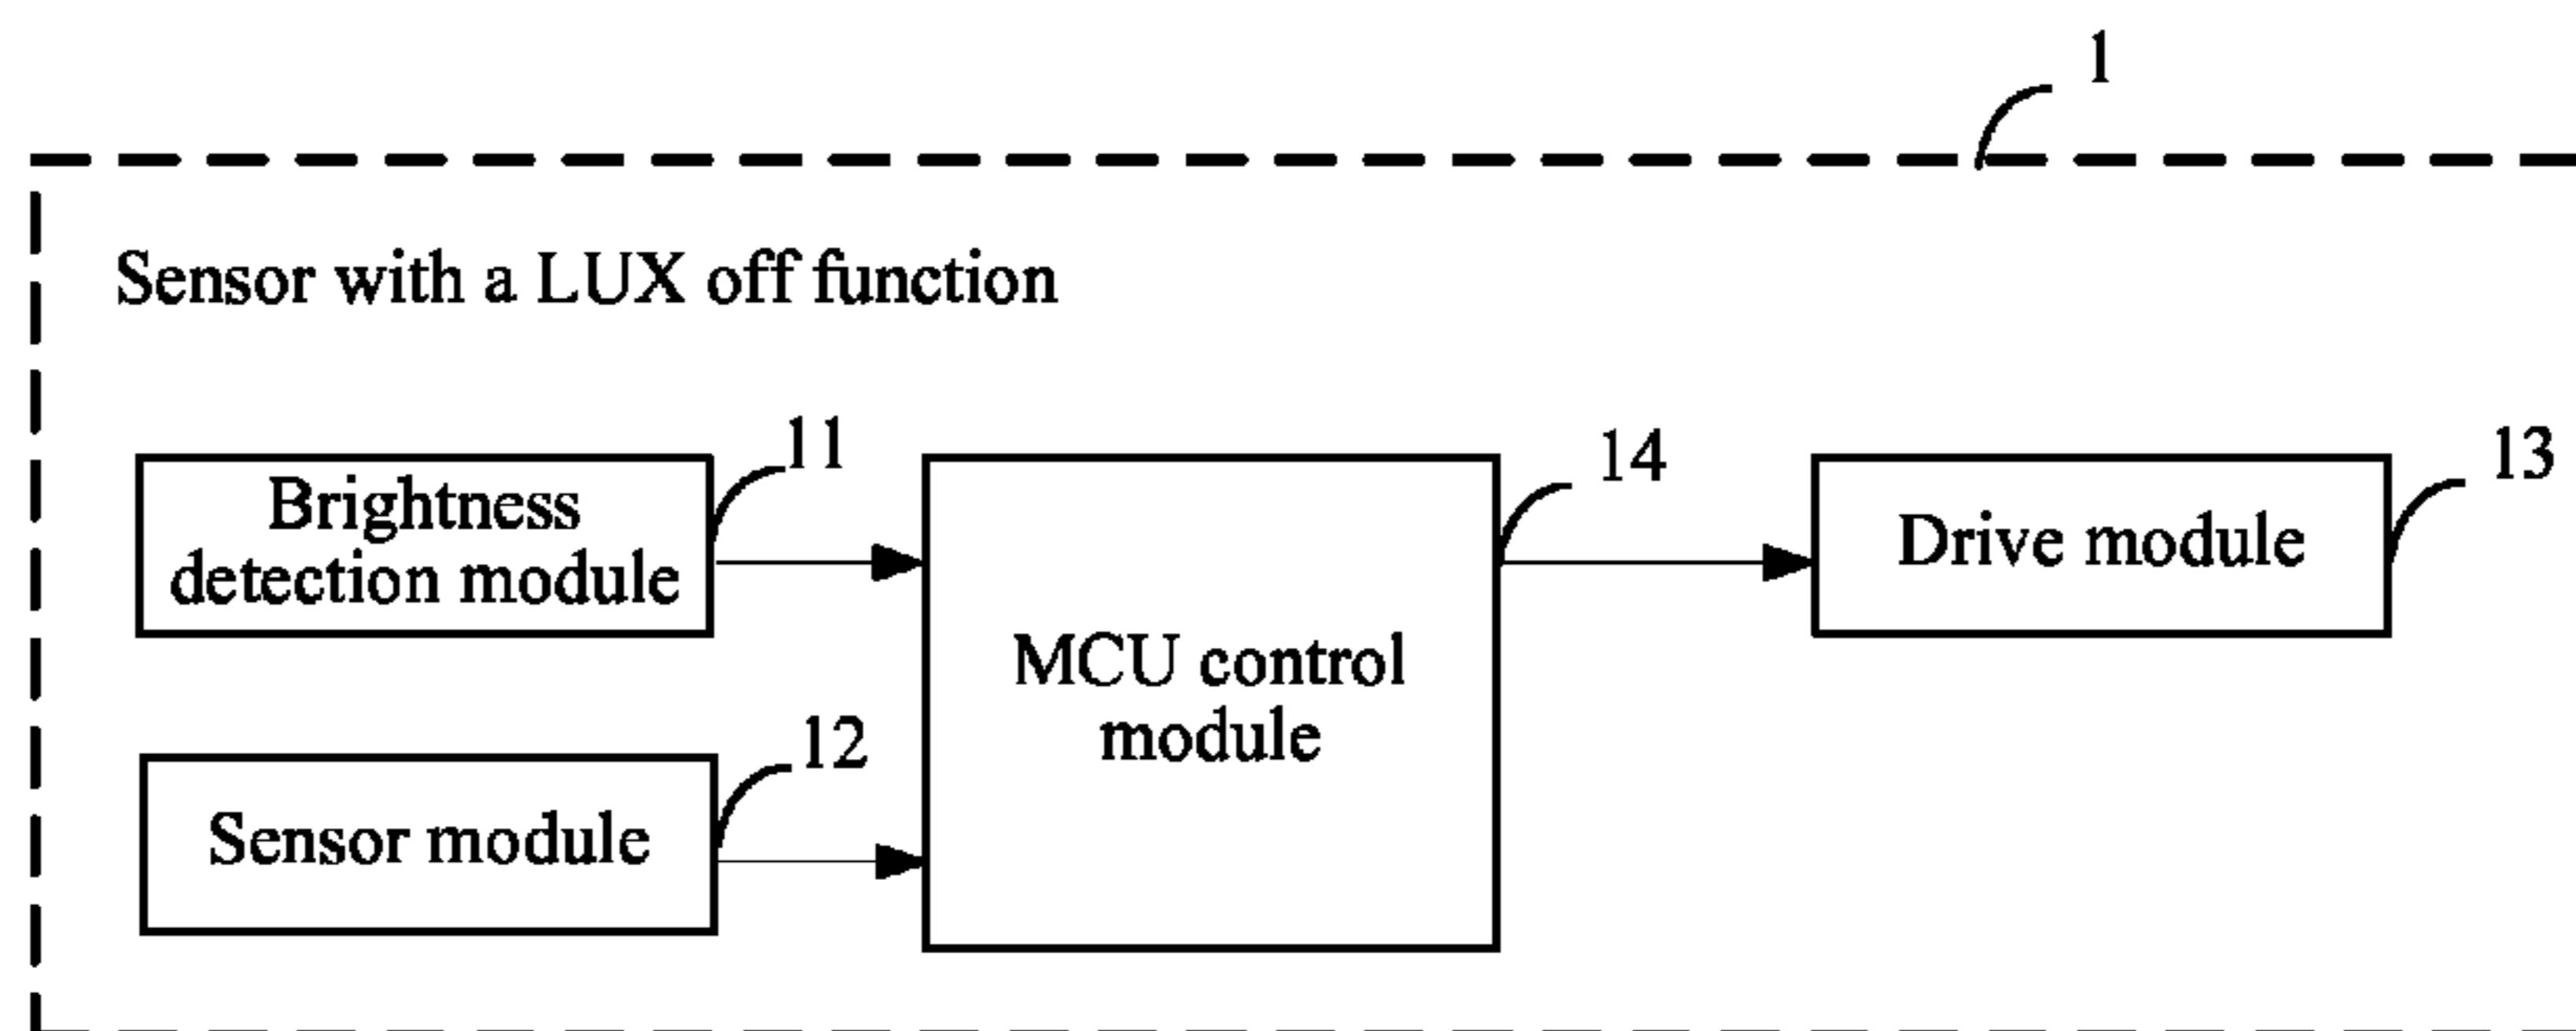 1
Sensor with a LUX off function
11
14
13
Brightness
detection module
Drive module
MCU control
module
12
Sensor module